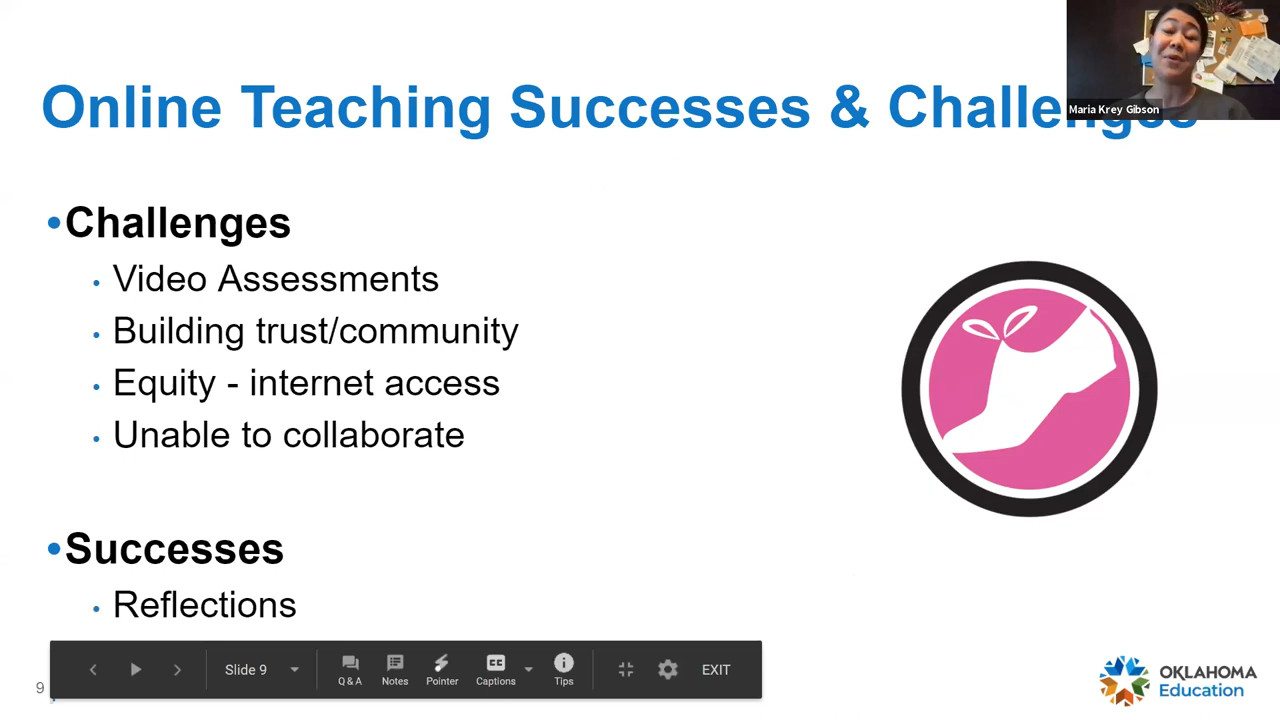 Online Teaching Successes & Challenges
Maria Krey Gibson
•Challenges
• Video Assessments
• Building trust/community
• Equity - internet access
• Unable to collaborate
•Successes
• Reflections
Slide 9
Q & A
Notes
Pointer
CC
Captions
Tips
EXIT
9
OKLAHOMA
Education